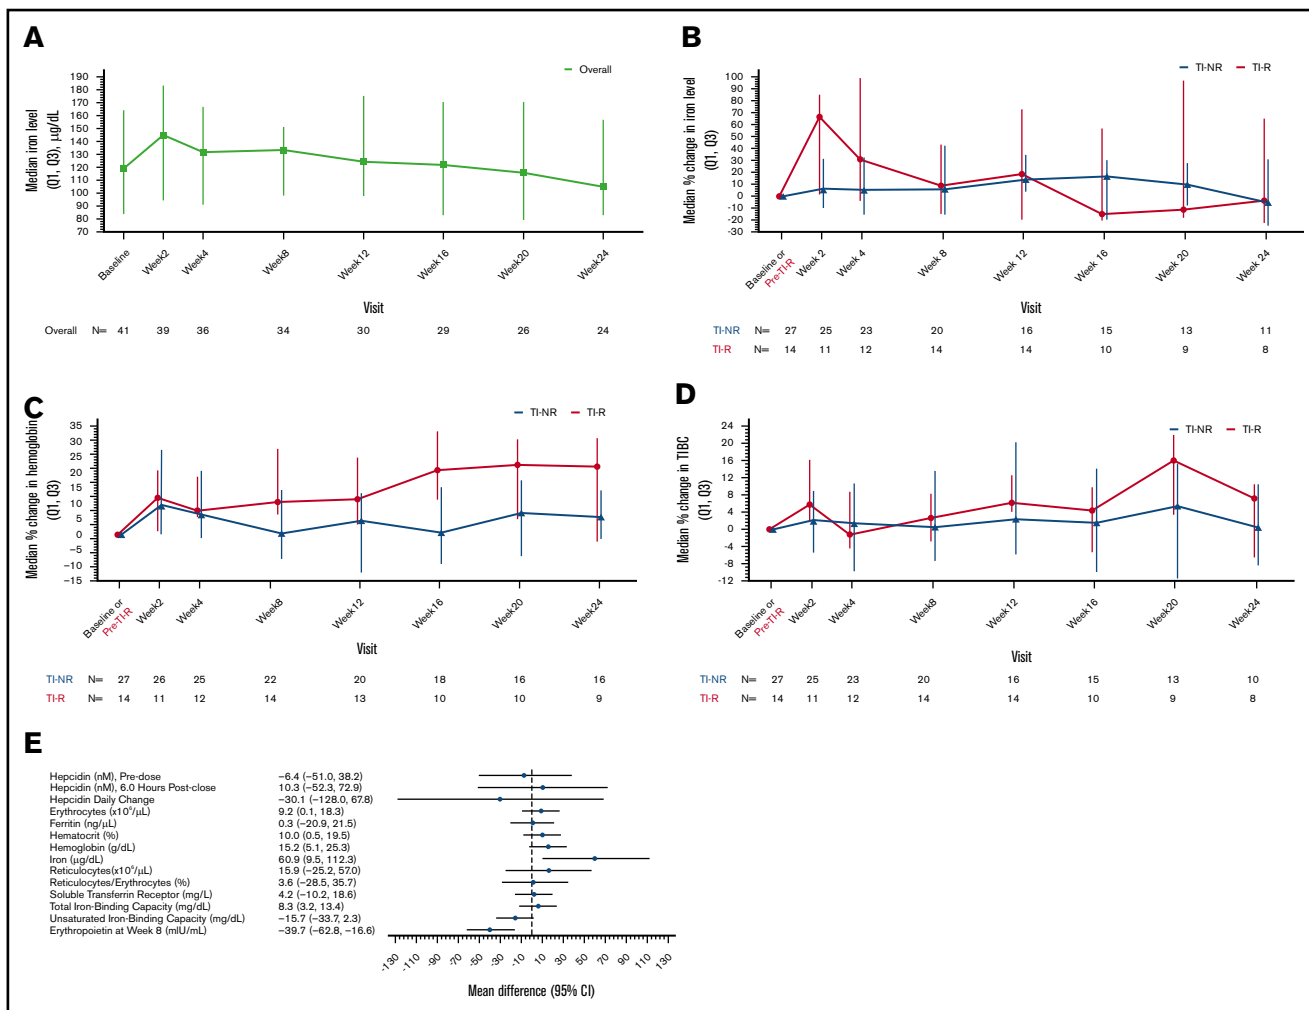 A
Median iron level
(Q1, Q3), µg/dL
190
180
170
160
150
140
130
120
110
100
90
80
70
Overall
Baseline
Week2
Week4
Week8
Week12
Week16
Week20
Week24
Visit
Overall N= 41 39 36 34 30 29 26 24
B
Median % change in iron level
(Q1, Q3)
100
90
80
70
60
50
40
30
20
10
0
-10
-20
-30
TI-NR TI-R
Baseline or
Pre-TI-R
Week 2
Week 4
Week 8
Week 12
Week 16
Week 20
Week 24
Visit
TI-NR N= 27 25 23 20 16 15 13 11
TI-R N= 14 11 12 14 14 10 9 8
C
Median % change in hemoglobin
(Q1, Q3)
35
30
25
20
15
10
5
0
−5
−10
−15
TI-NR TI-R
Baseline or
Pre-TI-R
Week2
Week4
Week8
Week12
Week16
Week20
Week24
Visit
TI-NR N= 27 26 25 22 20 18 16 16
TI-R N= 14 11 12 14 13 10 10 9
D
Median % change in TIBC
(Q1, Q3)
24
20
16
12
8
4
0
-4
-8
-12
TI-NR TI-R
Baseline or
Pre-TI-R
Week2
Week4
Week8
Week12
Week16
Week20
Week24
Visit
TI-NR N= 27 25 23 20 16 15 13 10
TI-R N= 14 11 12 14 14 10 9 8
E
Hepcidin (nM), Pre-dose −6.4 (−51.0, 38.2)
Hepcidin (nM), 6.0 Hours Post-close 10.3 (−52.3, 72.9)
Hepcidin Daily Change -30.1 (−128.0, 67.8)
Erythrocytes (x10⁶/µL) 9.2 (0.1, 18.3)
Ferritin (ng/µL) 0.3 (−20.9, 21.5)
Hematocrit (%) 10.0 (0.5, 19.5)
Hemoglobin (g/dL) 15.2 (5.1, 25.3)
Iron (µg/dL) 60.9 (9.5, 112.3)
Reticulocytes(x10⁶/µL) 15.9 (−25.2, 57.0)
Reticulocytes/Erythrocytes (%) 3.6 (−28.5, 35.7)
Soluble Transferrin Receptor (mg/L) 4.2 (−10.2, 18.6)
Total Iron-Binding Capacity (mg/dL) 8.3 (3.2, 13.4)
Unsaturated Iron-Binding Capacity (mg/dL) −15.7 (−33.7, 2.3)
Erythropoietin at Week 8 (mIU/mL) −39.7 (−62.8, −16.6)
-130 -110 -90 -70 -50 -30 -10 10 30 50 70 90 110 130
Mean difference (95% CI)